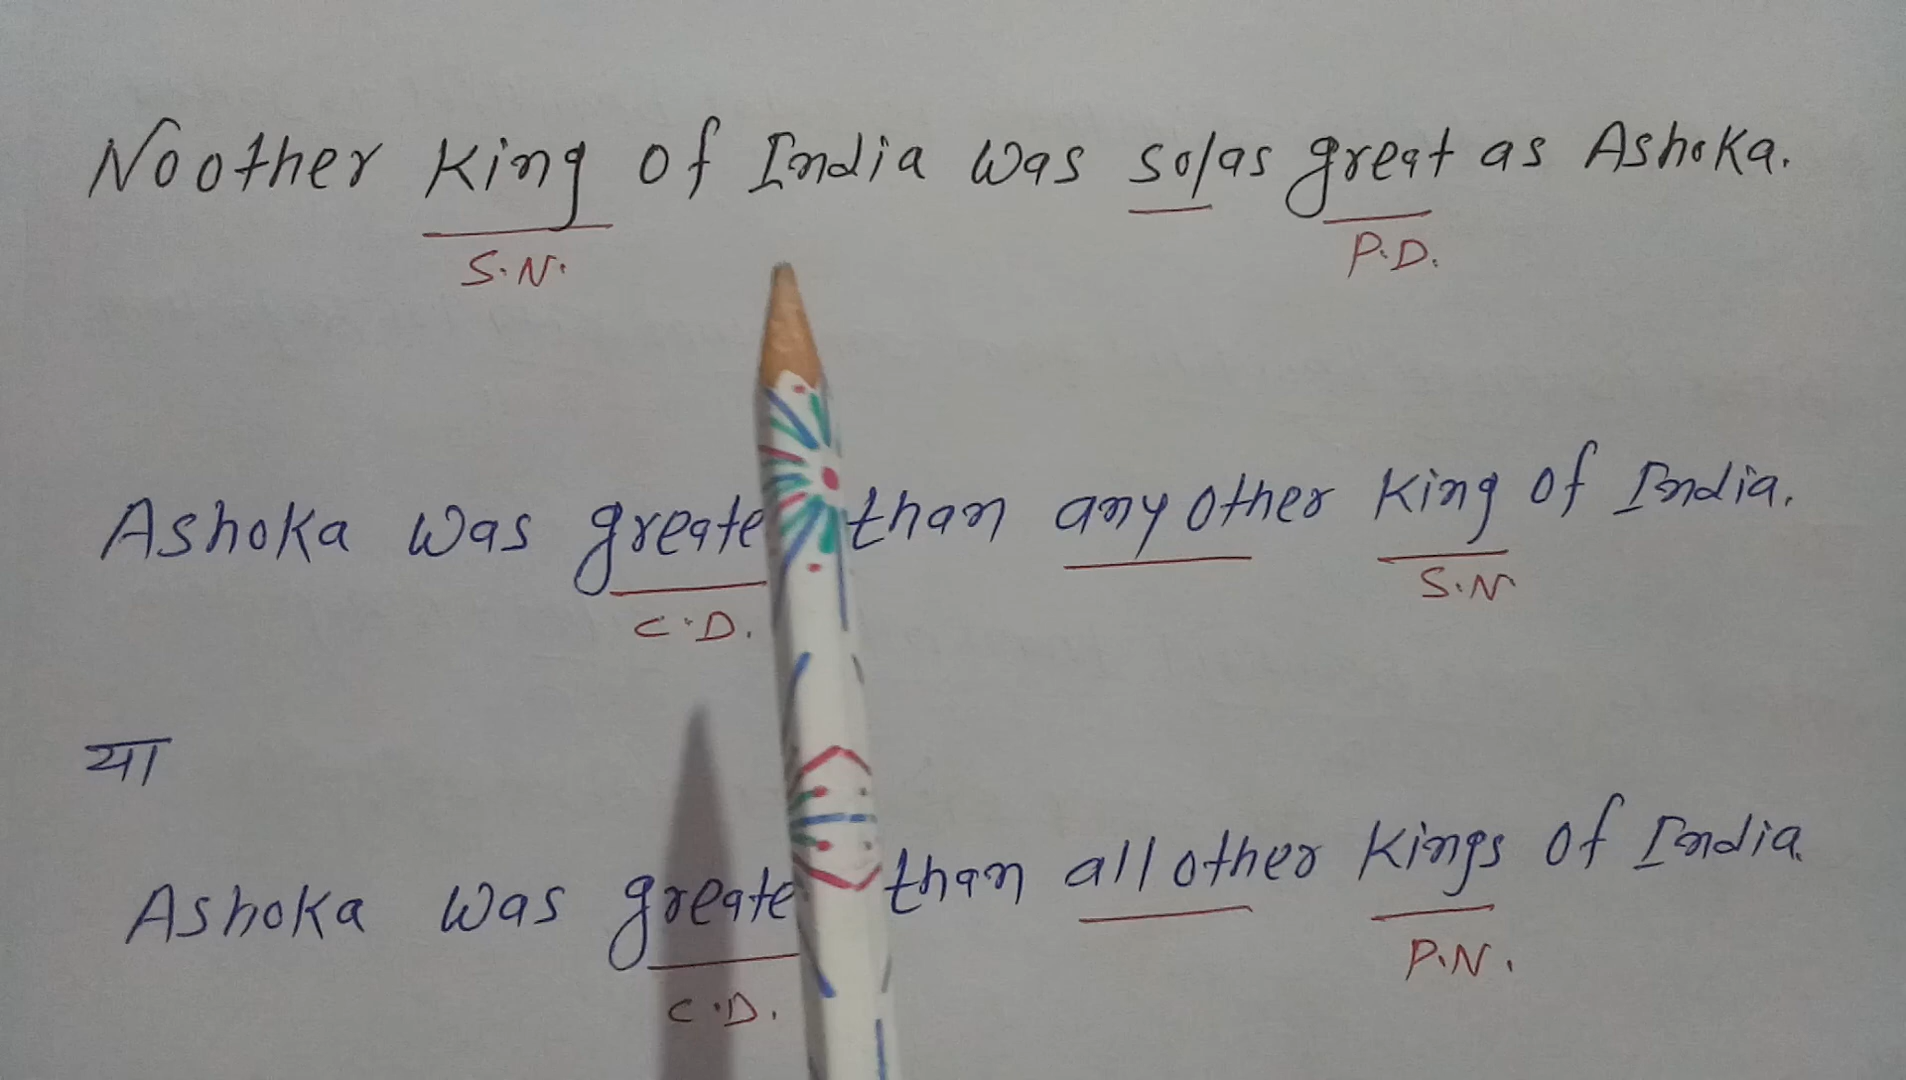 No other King of India was so/as great as Ashoka.
S.N. P.D.
Ashoka was greate than any other King of India.
C.D. S.N
या
Ashoka was greate than all other Kings of India.
C.D. P.N.